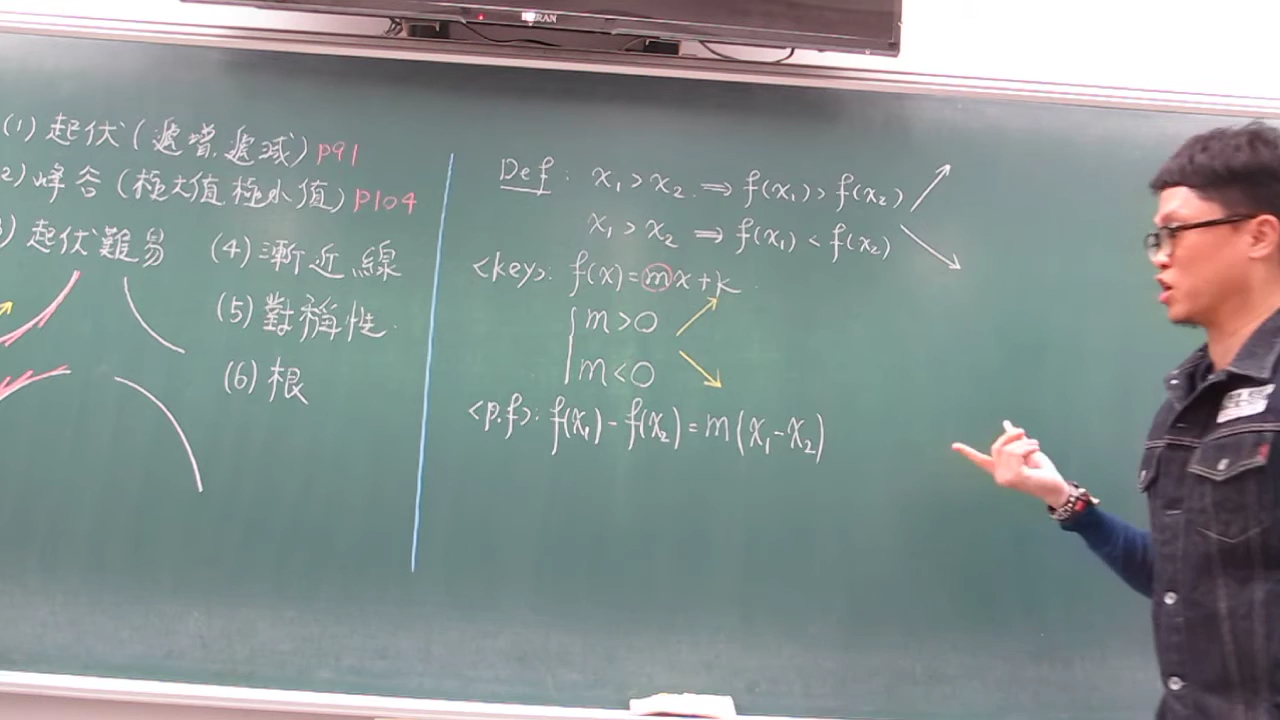 (1) 起伏 (遞增, 遞減) P91
2) 峰谷 (極大值 極小值) P104
3) 起伏難易
(4) 漸近線
(5) 對稱性
(6) 根
Def: x₁ > x₂ ⇒ f(x₁) > f(x₂)
x₁ > x₂ ⇒ f(x₁) < f(x₂)
<key>: f(x) = mx + k
m > 0
m < 0
<p.f>: f(x₁) - f(x₂) = m(x₁ - x₂)